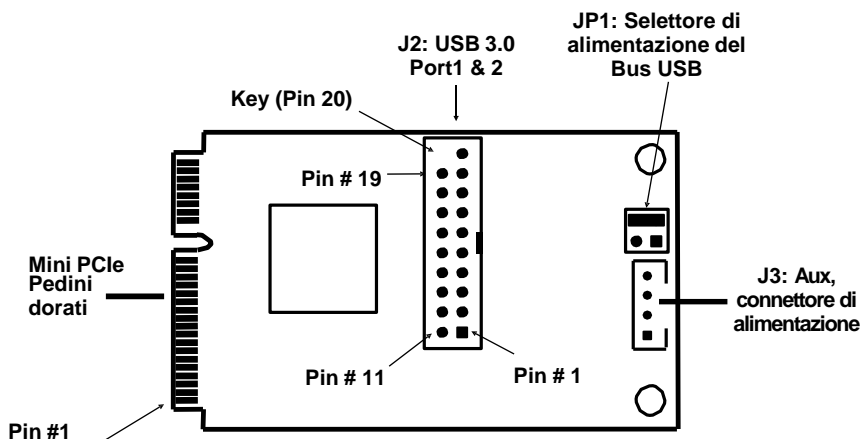 JP1: Selettore di
alimentazione del
Bus USB
J2: USB 3.0
Port1 & 2
Key (Pin 20)
Pin # 19
Mini PCIe
Pedini
dorati
J3: Aux,
connettore di
alimentazione
Pin # 11
Pin # 1
Pin #1